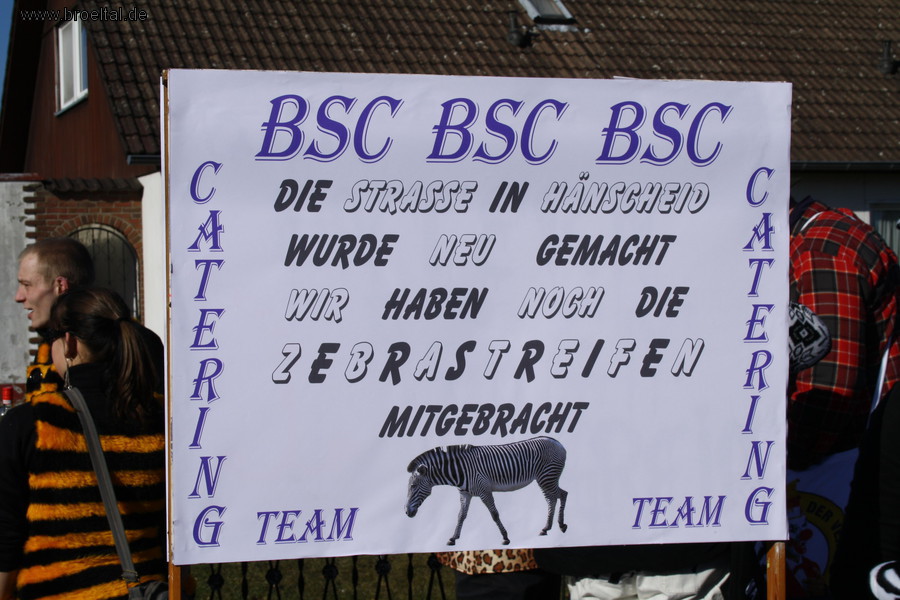 www.broeltal.de
BSC BSC BSC
CATERING
DIE STRASSE IN HÄNSCHEID
WURDE NEU GEMACHT
WIR HABEN NOCH DIE
ZEBRASTREIFEN
MITGEBRACHT
CATERING
TEAM
TEAM